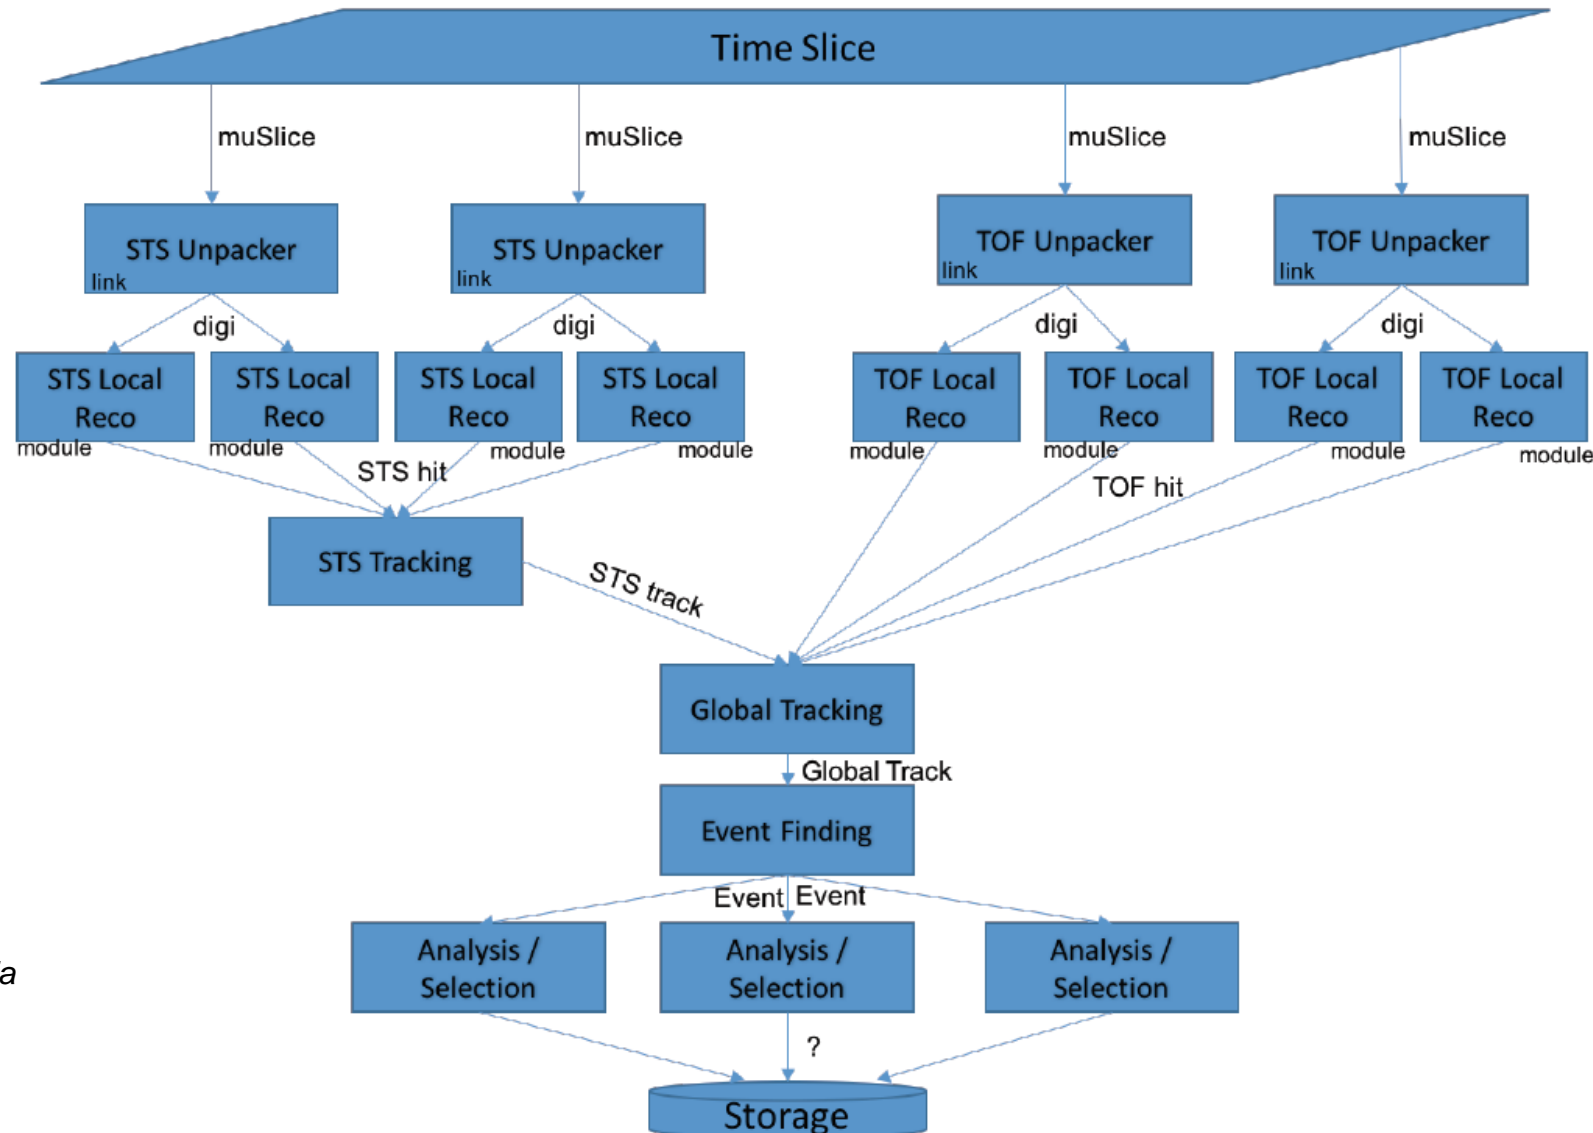 Time Slice
muSlice
muSlice
muSlice
muSlice
STS Unpacker
link
STS Unpacker
link
TOF Unpacker
link
TOF Unpacker
link
digi
digi
digi
digi
STS Local
Reco
module
STS Local
Reco
module
STS Local
Reco
module
STS Local
Reco
module
TOF Local
Reco
module
TOF Local
Reco
module
TOF Local
Reco
module
TOF Local
Reco
module
STS hit
TOF hit
STS Tracking
STS track
Global Tracking
Global Track
Event Finding
Event
Event
Analysis /
Selection
Analysis /
Selection
Analysis /
Selection
?
Storage